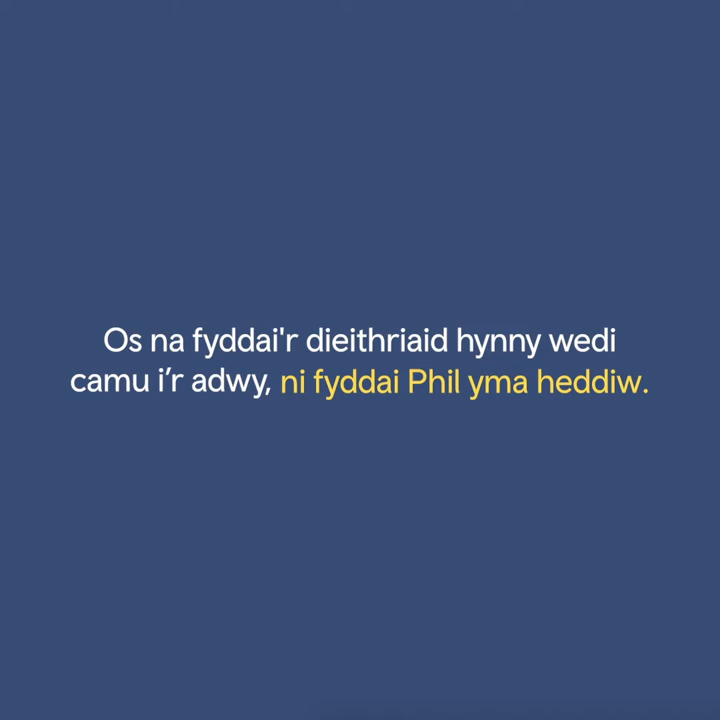 Os na fyddai'r dieithriaid hynny wedi
camu i’r adwy, ni fyddai Phil yma heddiw.